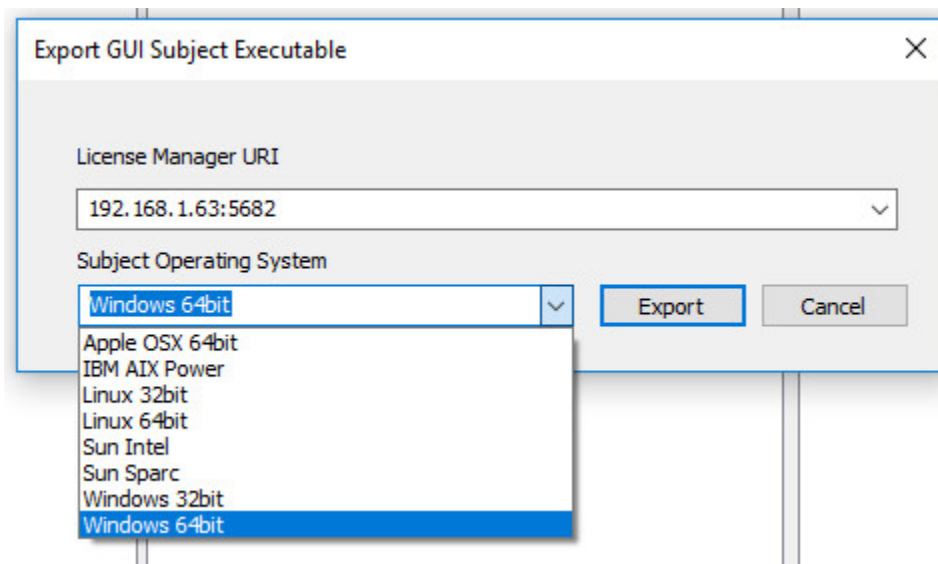 Export GUI Subject Executable
License Manager URI
192.168.1.63:5682
Subject Operating System
Windows 64bit
Export
Cancel
Apple OSX 64bit
IBM AIX Power
Linux 32bit
Linux 64bit
Sun Intel
Sun Sparc
Windows 32bit
Windows 64bit